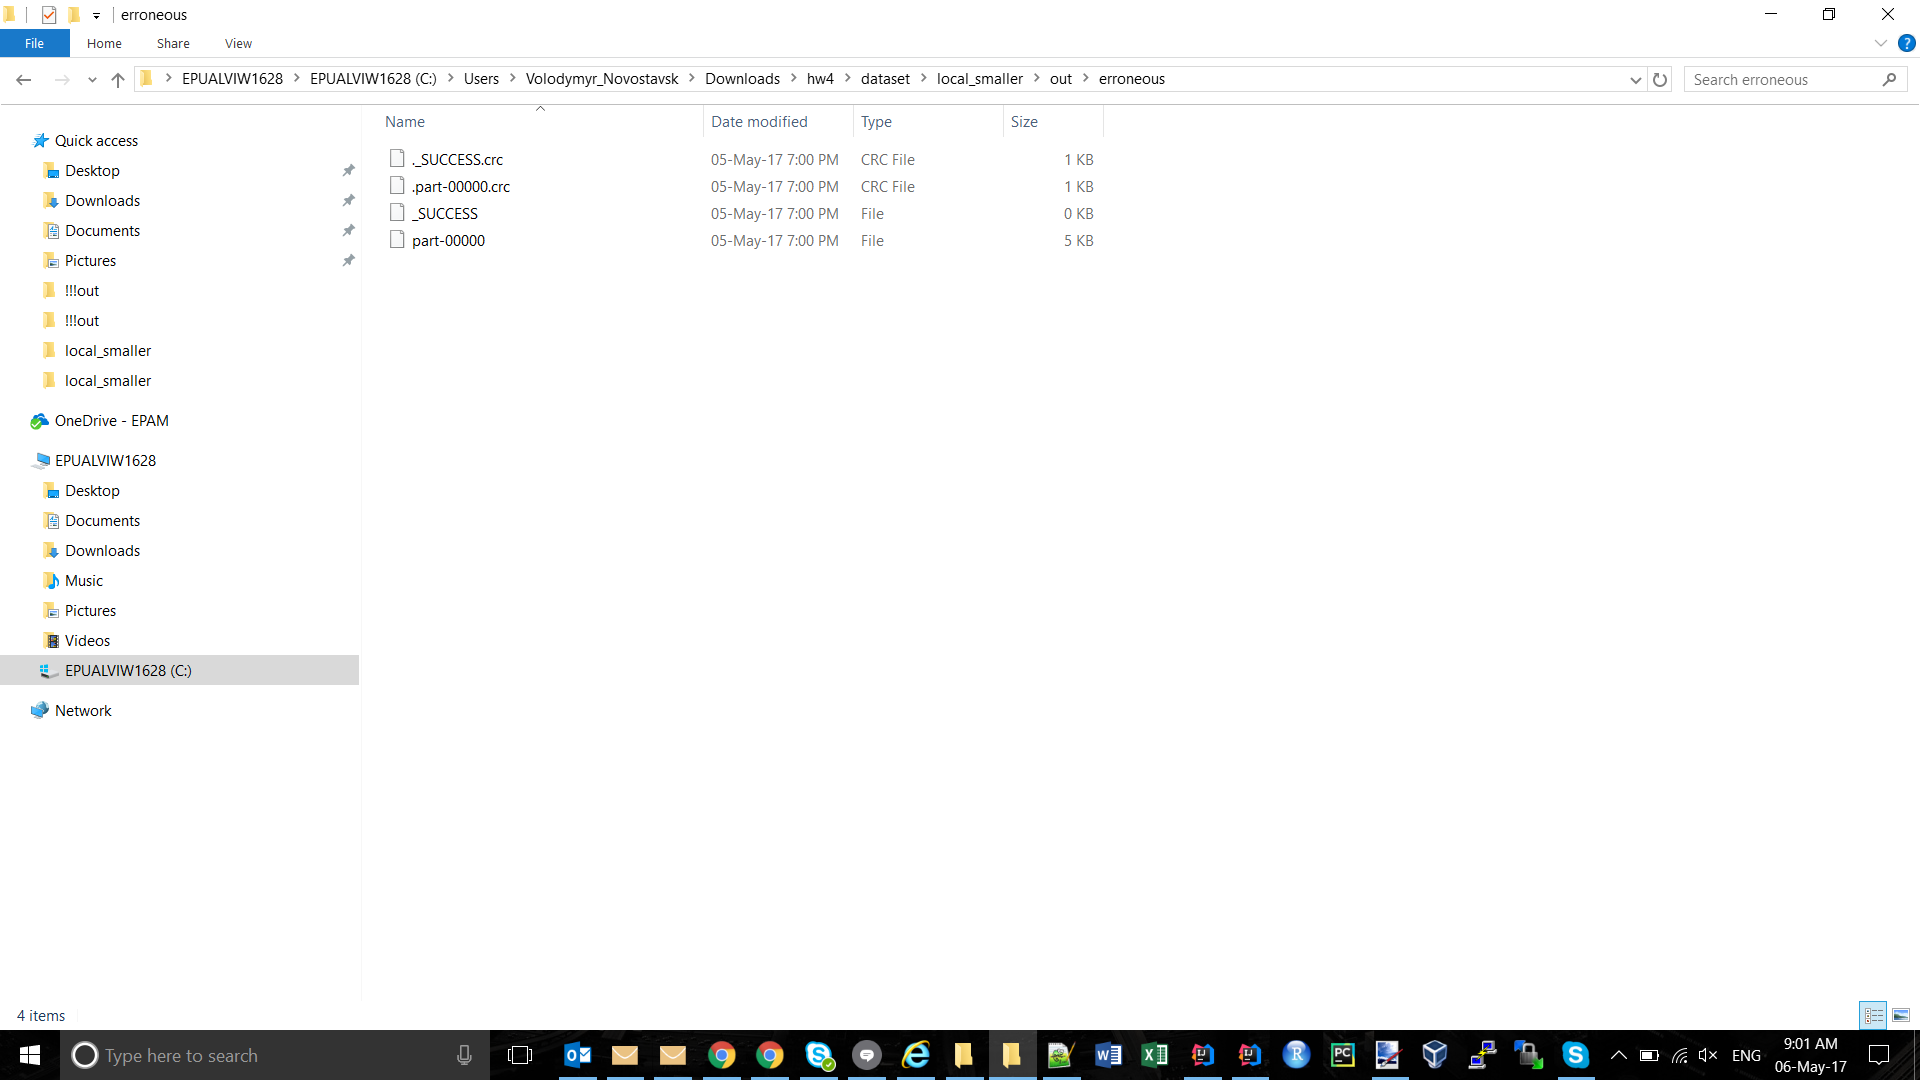 erroneous
File Home Share View
EPUALVIW1628 EPUALVIW1628 (C:) Users Volodymyr_Novostavsk Downloads hw4 dataset local_smaller out erroneous
Search erroneous
Name Date modified Type Size
._SUCCESS.crc 05-May-17 7:00 PM CRC File 1 KB
.part-00000.crc 05-May-17 7:00 PM CRC File 1 KB
_SUCCESS 05-May-17 7:00 PM File 0 KB
part-00000 05-May-17 7:00 PM File 5 KB
Quick access
Desktop
Downloads
Documents
Pictures
!!!out
!!!out
local_smaller
local_smaller
OneDrive - EPAM
EPUALVIW1628
Desktop
Documents
Downloads
Music
Pictures
Videos
EPUALVIW1628 (C:)
Network
4 items
Type here to search
ENG
9:01 AM
06-May-17